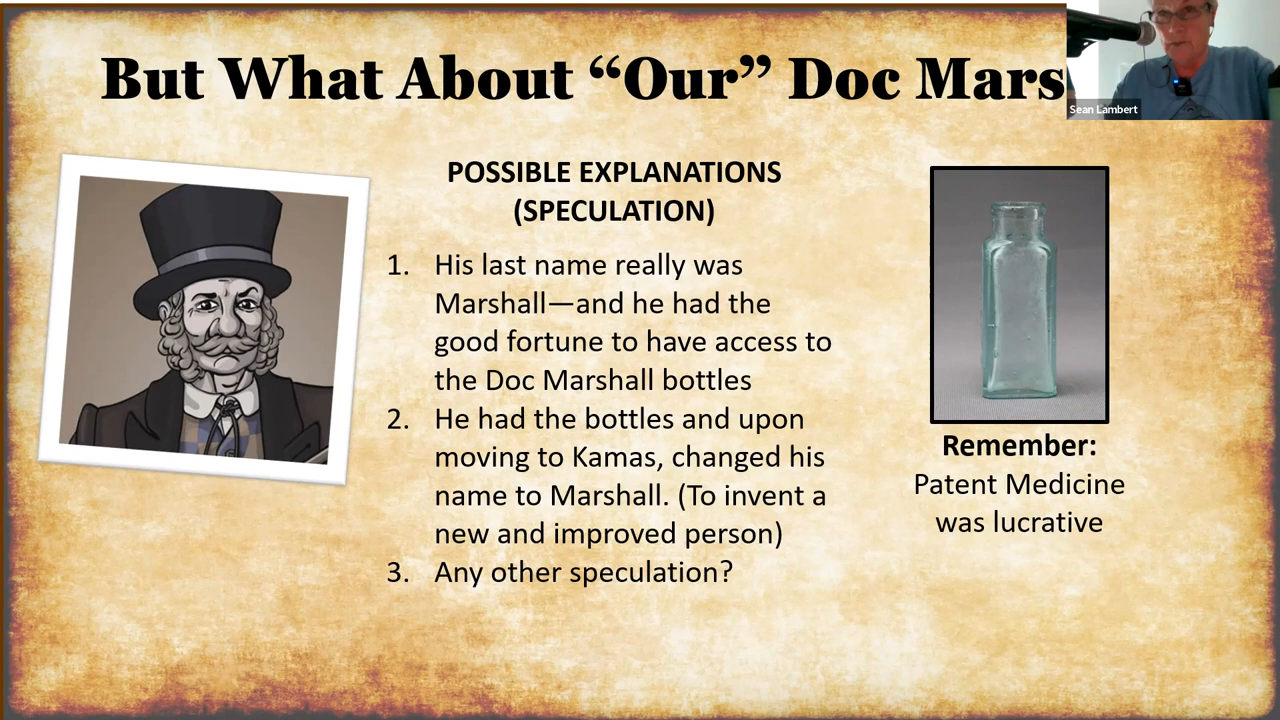 But What About “Our” Doc Mars
Sean Lambert
POSSIBLE EXPLANATIONS
(SPECULATION)
1. His last name really was
Marshall—and he had the
good fortune to have access to
the Doc Marshall bottles
2. He had the bottles and upon
moving to Kamas, changed his
name to Marshall. (To invent a
new and improved person)
3. Any other speculation?
Remember:
Patent Medicine
was lucrative